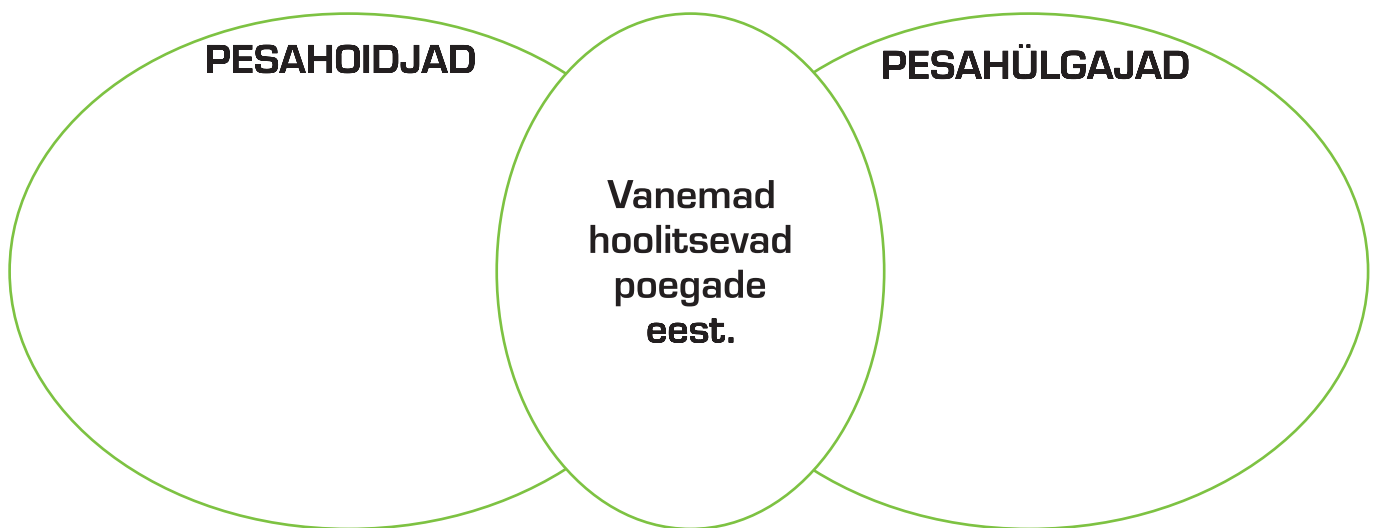 PESAHOIDJAD
PESAHÜLGAJAD
Vanemad
hoolitsevad
poegade
eest.